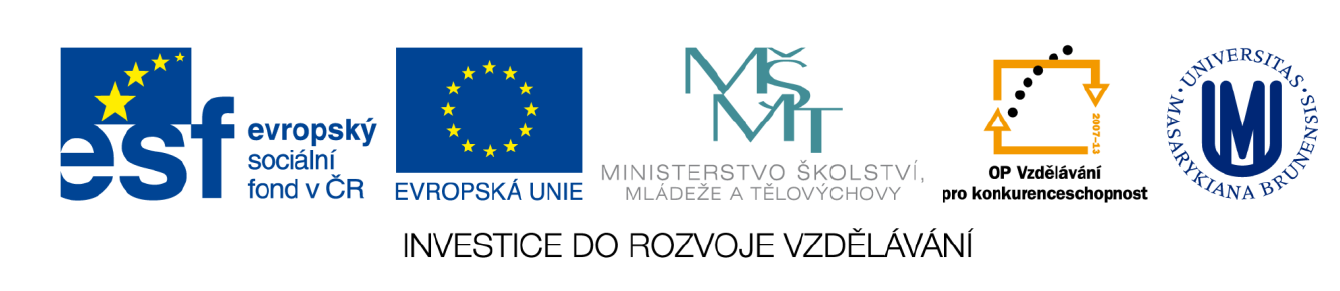 esf
evropský
sociální
fond v ČR
EVROPSKÁ UNIE
MŠMT
MINISTERSTVO ŠKOLSTVÍ,
MLÁDEŽE A TĚLOVÝCHOVY
2007-13
OP Vzdělávání
pro konkurenceschopnost
UNIVERSITAS · MASARYKIANA BRUNENSIS ·
MU
INVESTICE DO ROZVOJE VZDĚLÁVÁNÍ